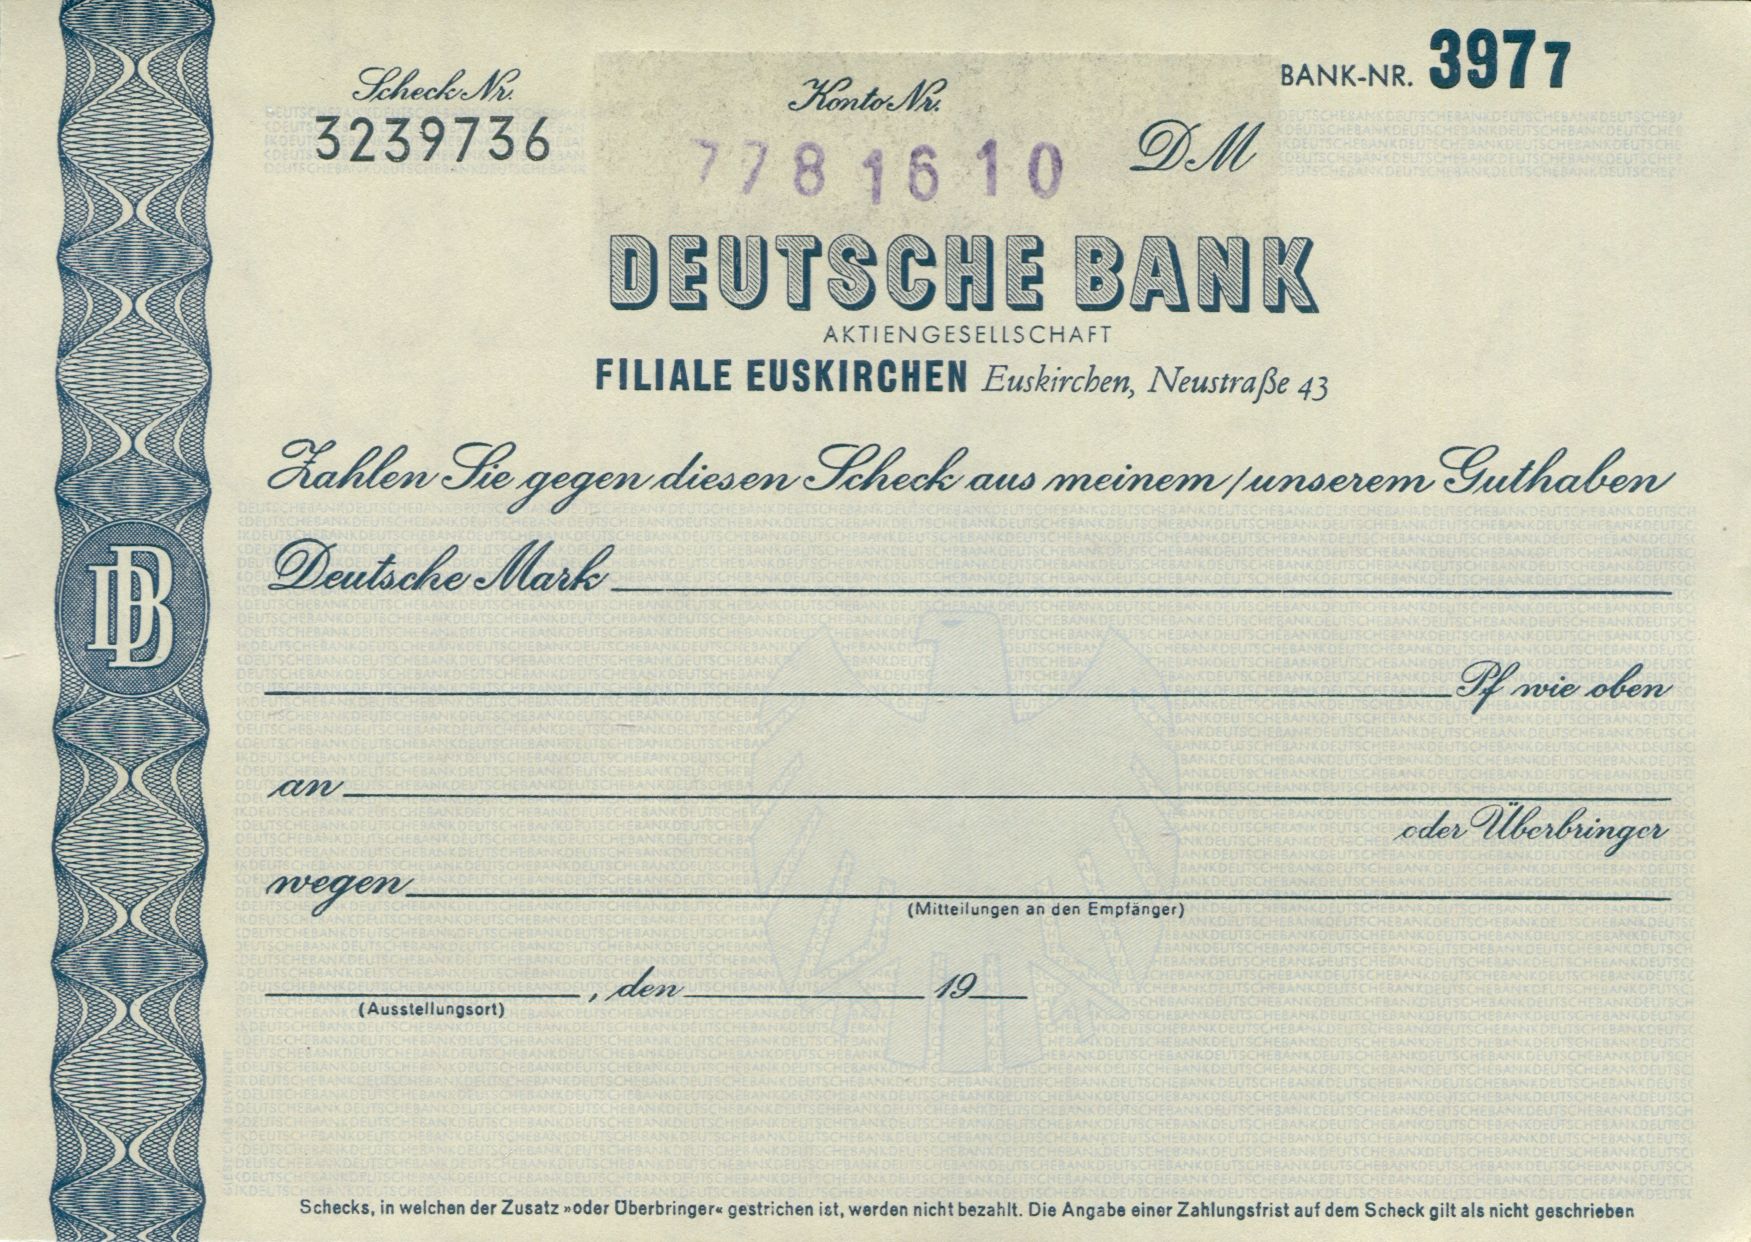 Scheck Nr. Konto Nr. BANK-NR. 3977
3239736 7781610 DM
DEUTSCHE BANK
AKTIENGESELLSCHAFT
FILIALE EUSKIRCHEN Euskirchen, Neustraße 43
Zahlen Sie gegen diesen Scheck aus meinem/unserem Guthaben
Deutsche Mark
DB
Pf wie oben
an
oder Überbringer
wegen
(Mitteilungen an den Empfänger)
, den 19
(Ausstellungsort)
Schecks, in welchen der Zusatz »oder Überbringer« gestrichen ist, werden nicht bezahlt. Die Angabe einer Zahlungsfrist auf dem Scheck gilt als nicht geschrieben